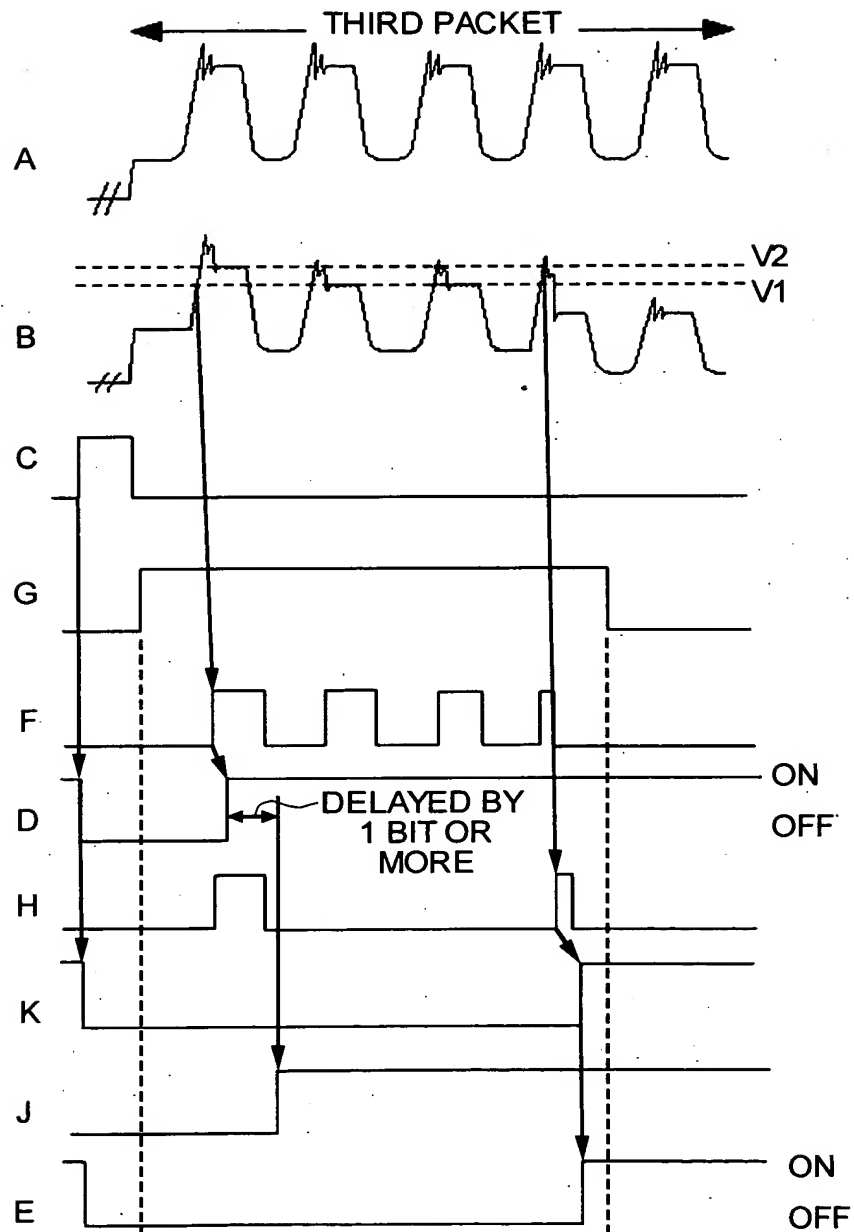 THIRD PACKET
A
V2
V1
B
C
G
F
ON
D
DELAYED BY
1 BIT OR
MORE
OFF
H
K
J
ON
E
OFF